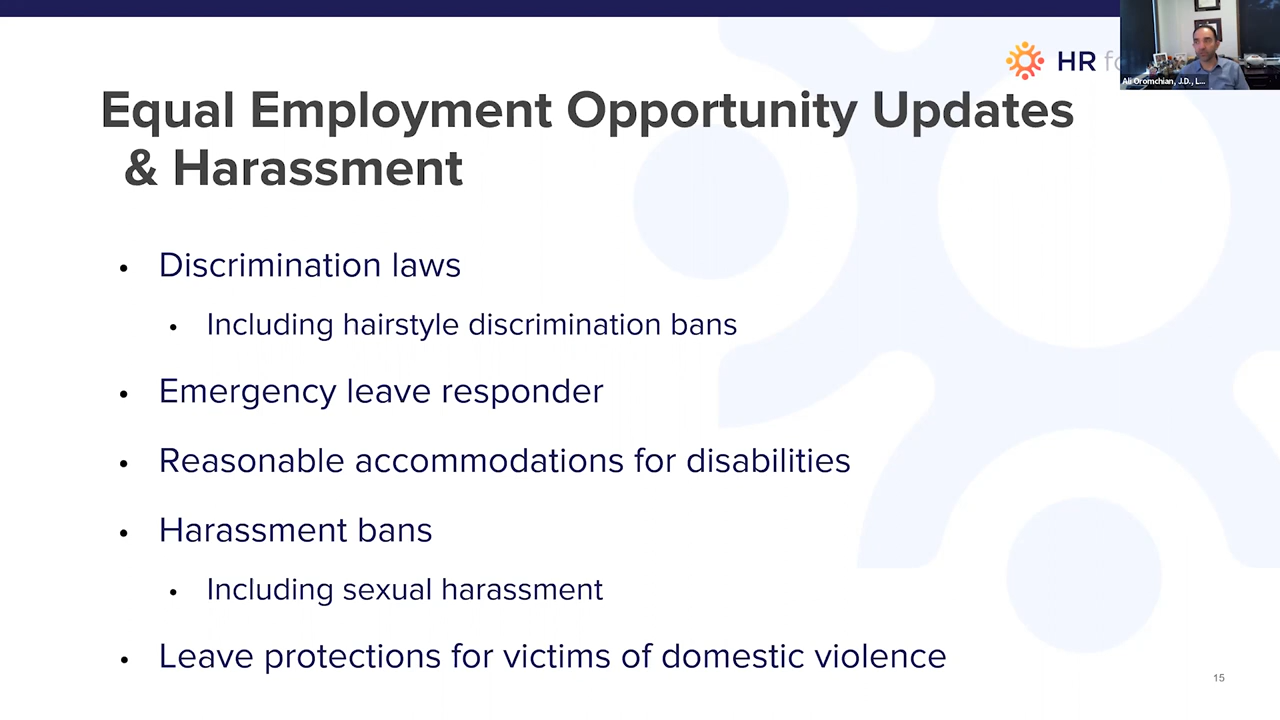 HR fo
Ali Oromchian, J.D., L...
Equal Employment Opportunity Updates
& Harassment
• Discrimination laws
• Including hairstyle discrimination bans
• Emergency leave responder
• Reasonable accommodations for disabilities
• Harassment bans
• Including sexual harassment
• Leave protections for victims of domestic violence
15